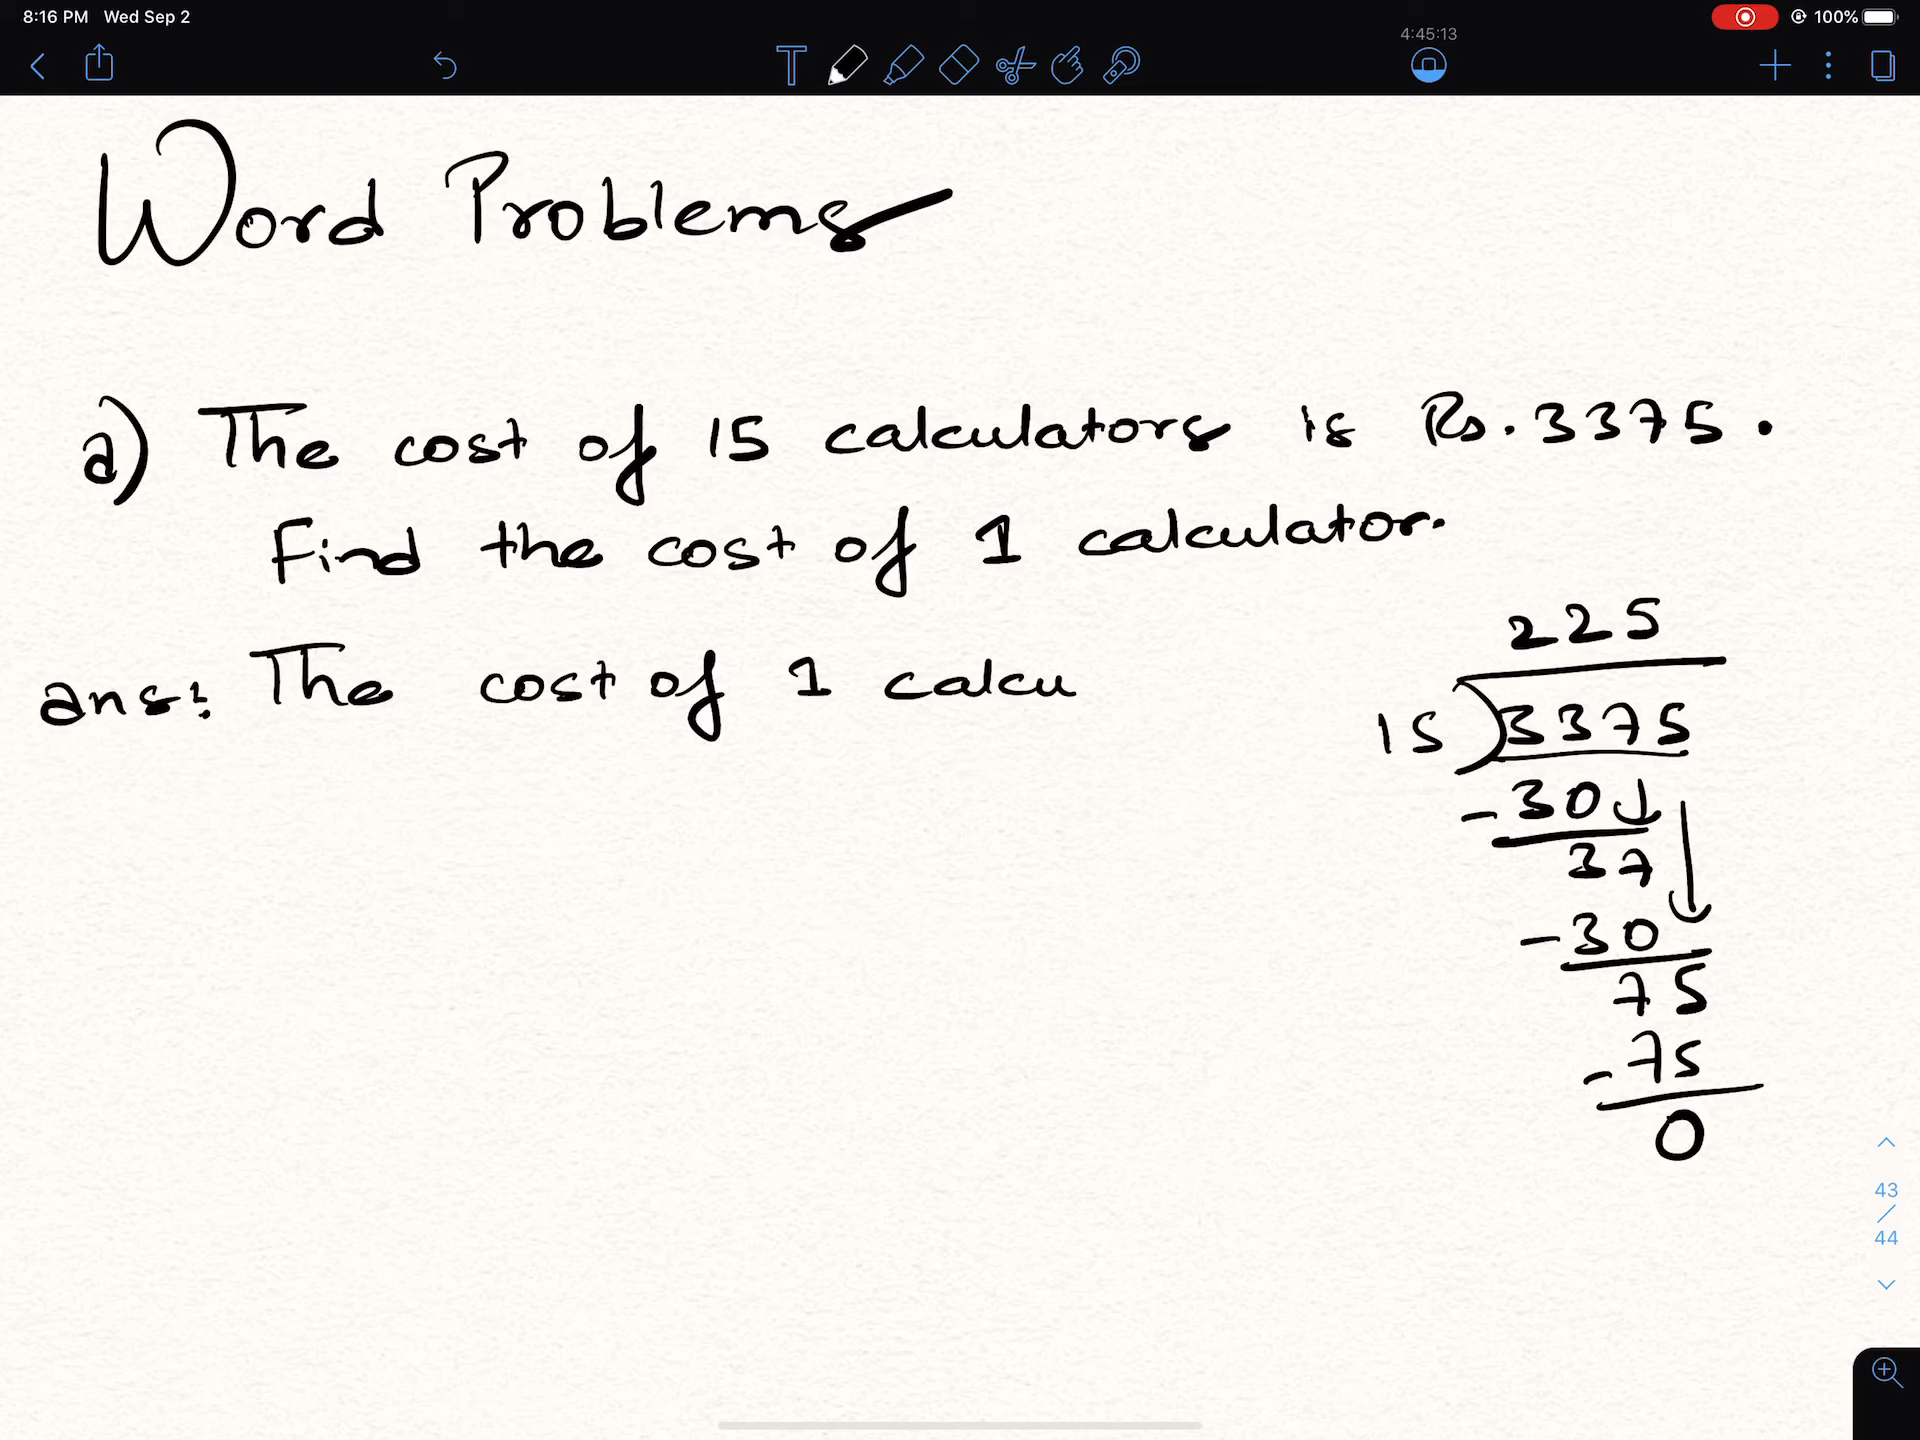 8:16 PM Wed Sep 2
100%
4:45:13
Word Problems
a) The cost of 15 calculators is Rs. 3375.
Find the cost of 1 calculator.
ans: The cost of 1 calcu
225
15)3375
-30
37
-30
75
-75
0
43
/
44